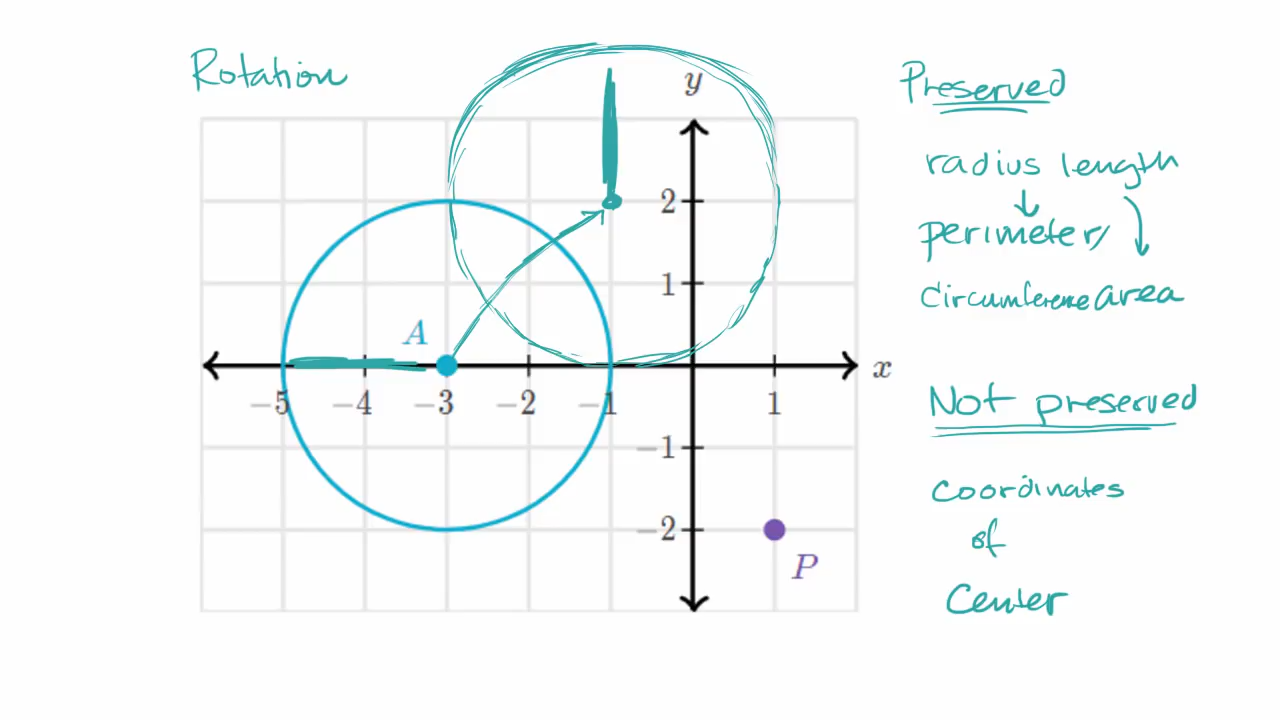 Rotation
Preserved
radius length
perimeter/
circumference area
Not preserved
coordinates
of
Center
y
2
1
A
x
−5 −4 −3 −2 −1 1
−1
−2
P